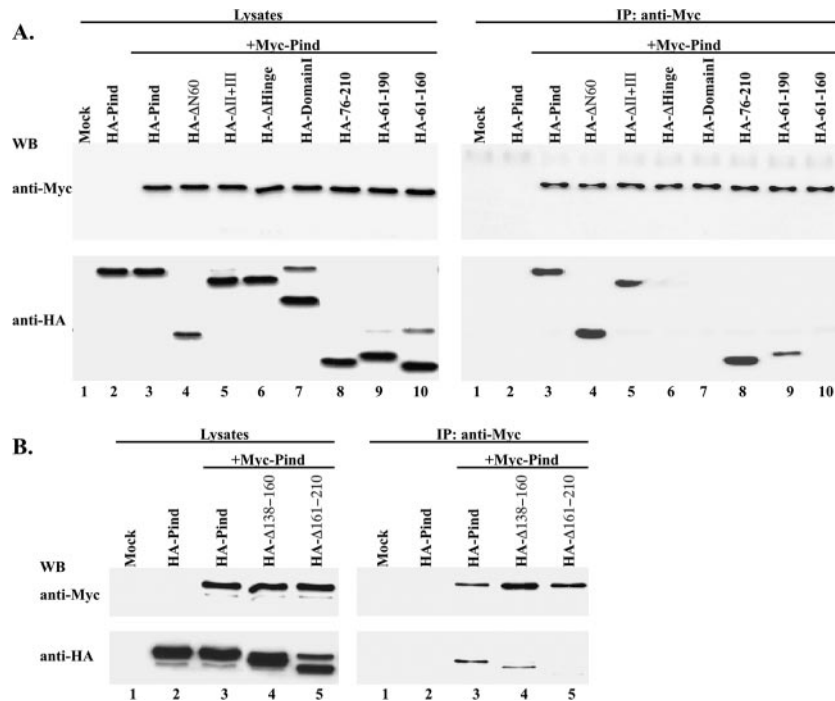 A.
Lysates
IP: anti-Myc
+Myc-Pind
+Myc-Pind
Mock
HA-Pind
HA-Pind
HA-ΔN60
HA-ΔII+III
HA-ΔHinge
HA-DomainI
HA-76-210
HA-61-190
HA-61-160
Mock
HA-Pind
HA-Pind
HA-ΔN60
HA-ΔII+III
HA-ΔHinge
HA-DomainI
HA-76-210
HA-61-190
HA-61-160
WB
anti-Myc
anti-HA
1 2 3 4 5 6 7 8 9 10
1 2 3 4 5 6 7 8 9 10
B.
Lysates
IP: anti-Myc
+Myc-Pind
+Myc-Pind
Mock
HA-Pind
HA-Pind
HA-Δ138–160
HA-Δ161–210
Mock
HA-Pind
HA-Pind
HA-Δ138–160
HA-Δ161–210
WB
anti-Myc
anti-HA
1 2 3 4 5
1 2 3 4 5